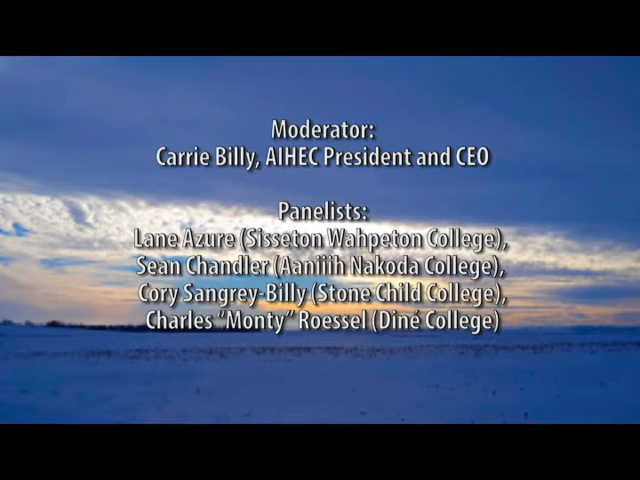 Moderator:
Carrie Billy, AIHEC President and CEO
Panelists:
Lane Azure (Sisseton Wahpeton College),
Sean Chandler (Aaniiih Nakoda College),
Cory Sangrey-Billy (Stone Child College),
Charles “Monty” Roessel (Diné College)